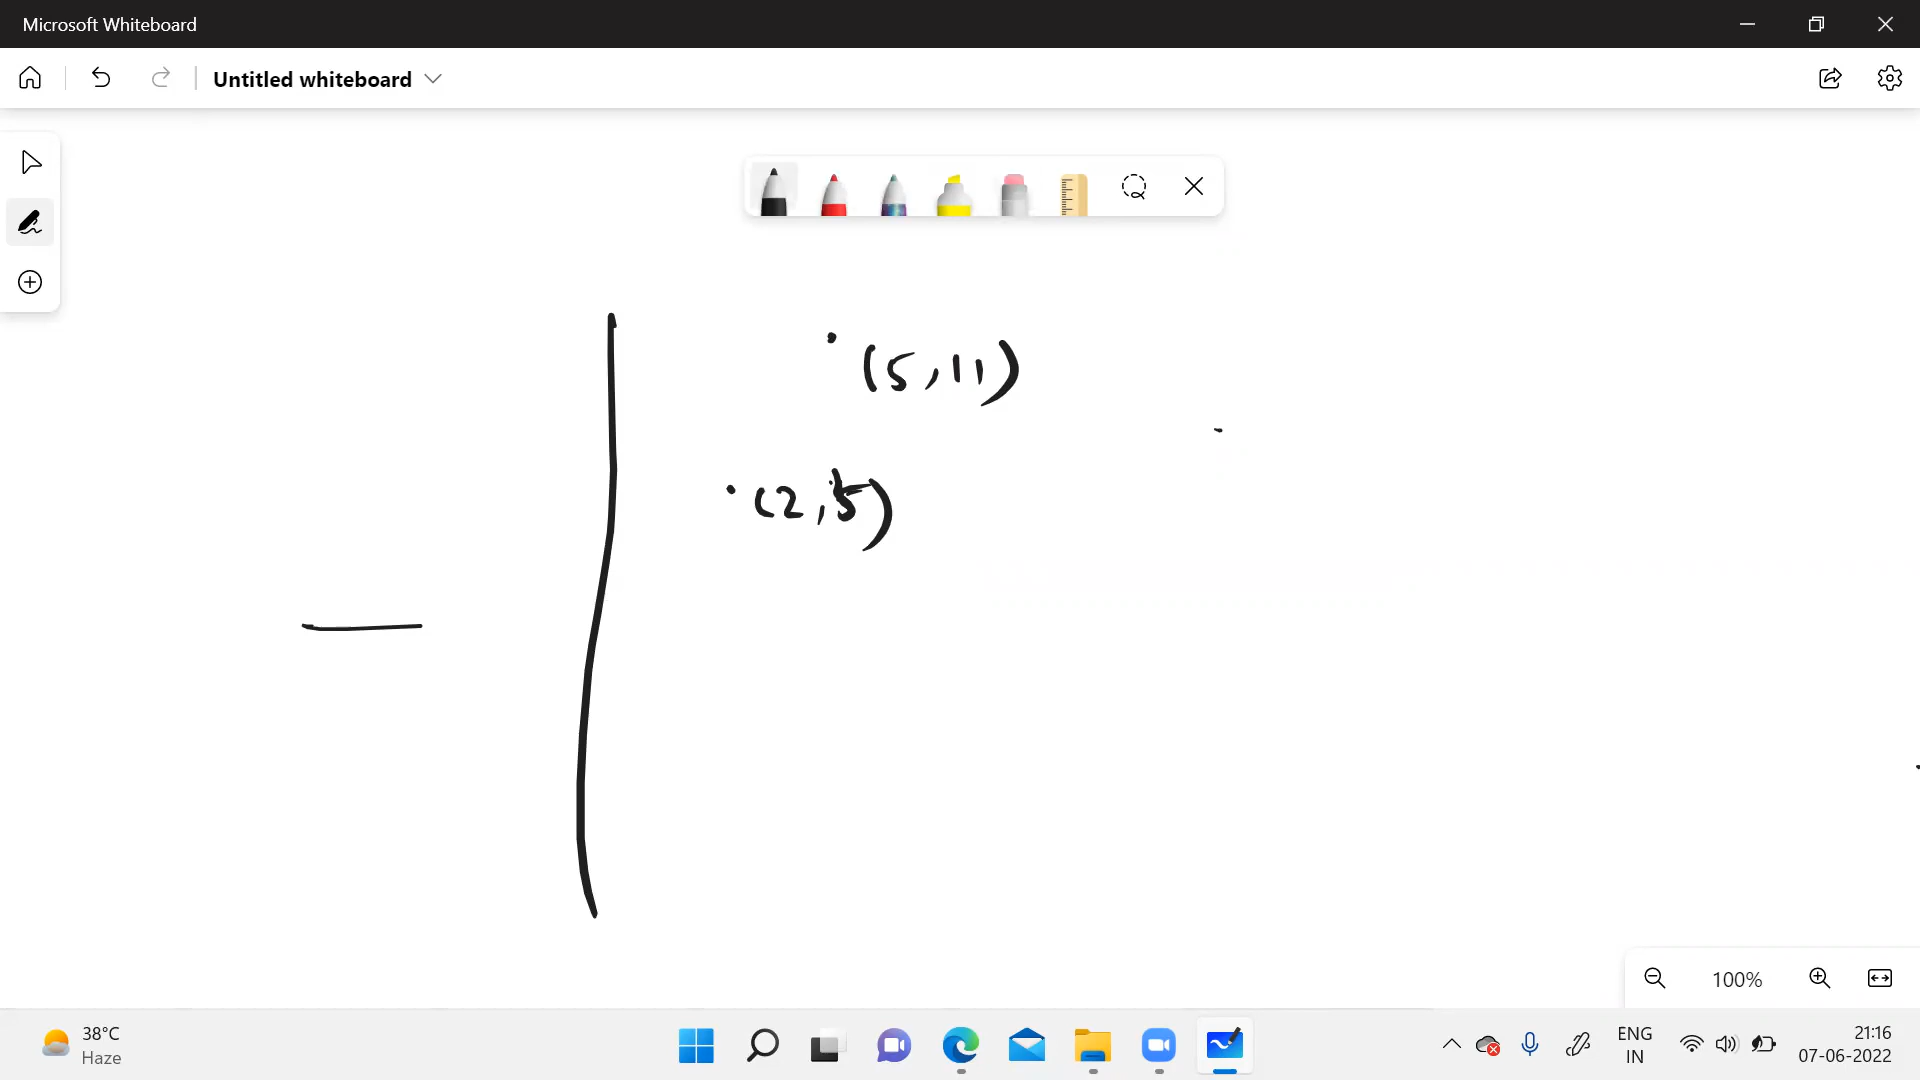 Microsoft Whiteboard
Untitled whiteboard
(5,11)
(2,5)
100%
38°C
Haze
ENG
IN
21:16
07-06-2022